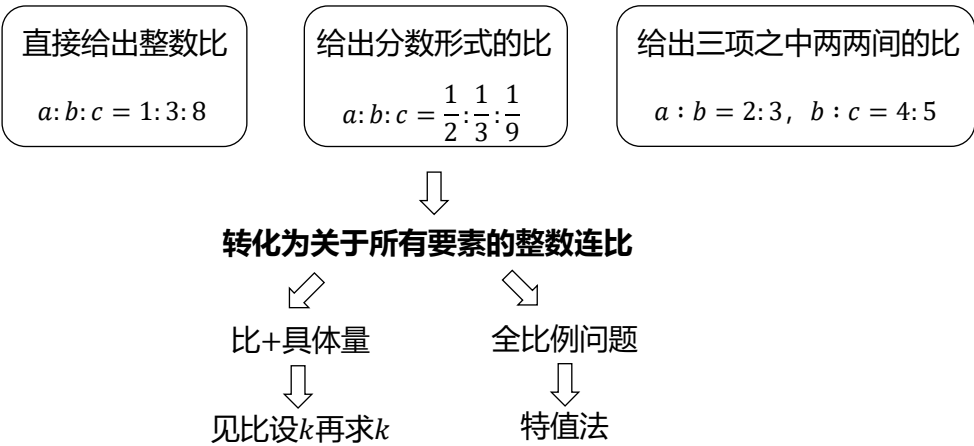 直接给出整数比
a:b:c = 1:3:8
给出分数形式的比
a:b:c = 1/2:1/3:1/9
给出三项之中两两间的比
a:b = 2:3, b:c = 4:5
转化为关于所有要素的整数连比
比+具体量
全比例问题
见比设k再求k
特值法